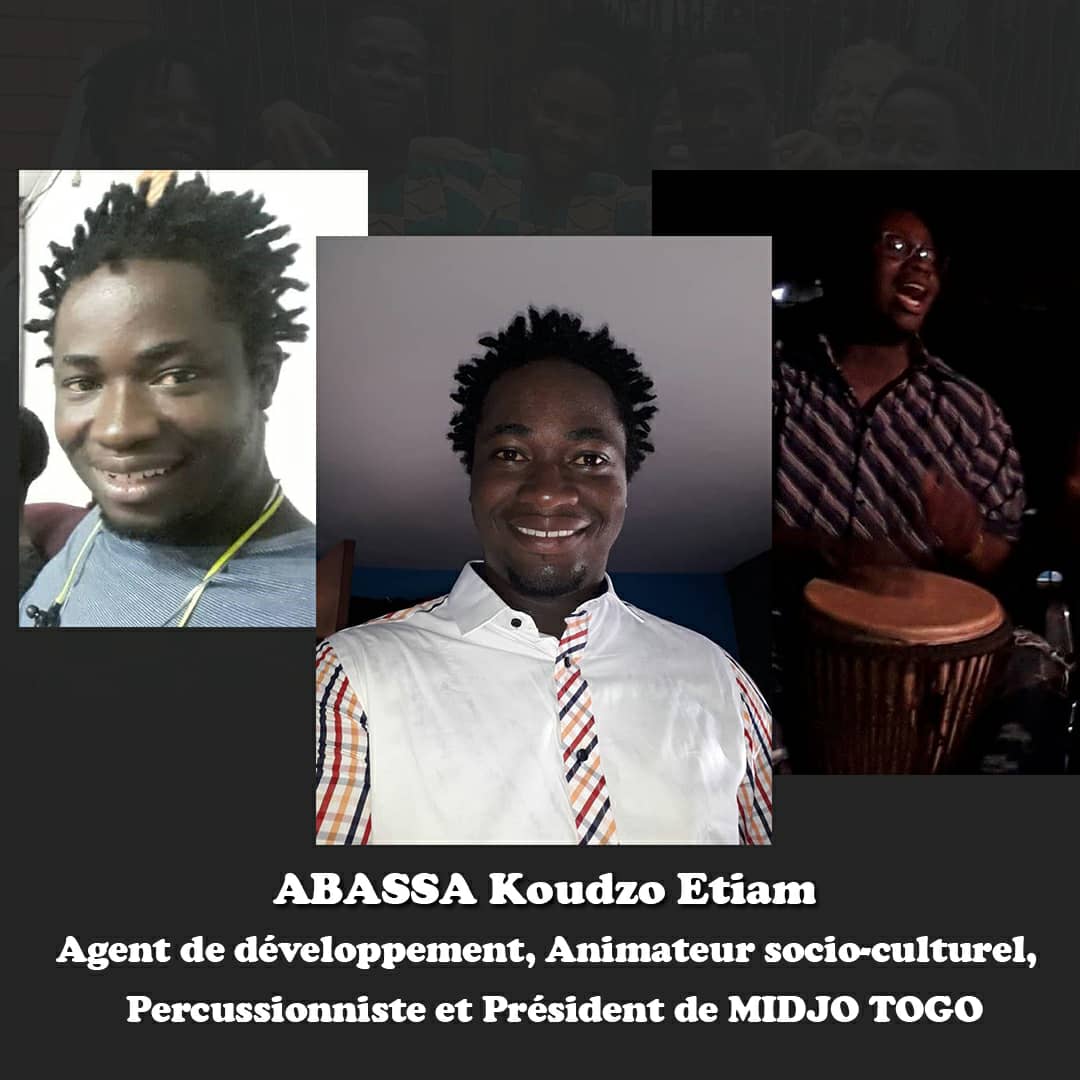 ABASSA Koudzo Etiam
Agent de développement, Animateur socio-culturel,
Percussionniste et Président de MIDJO TOGO